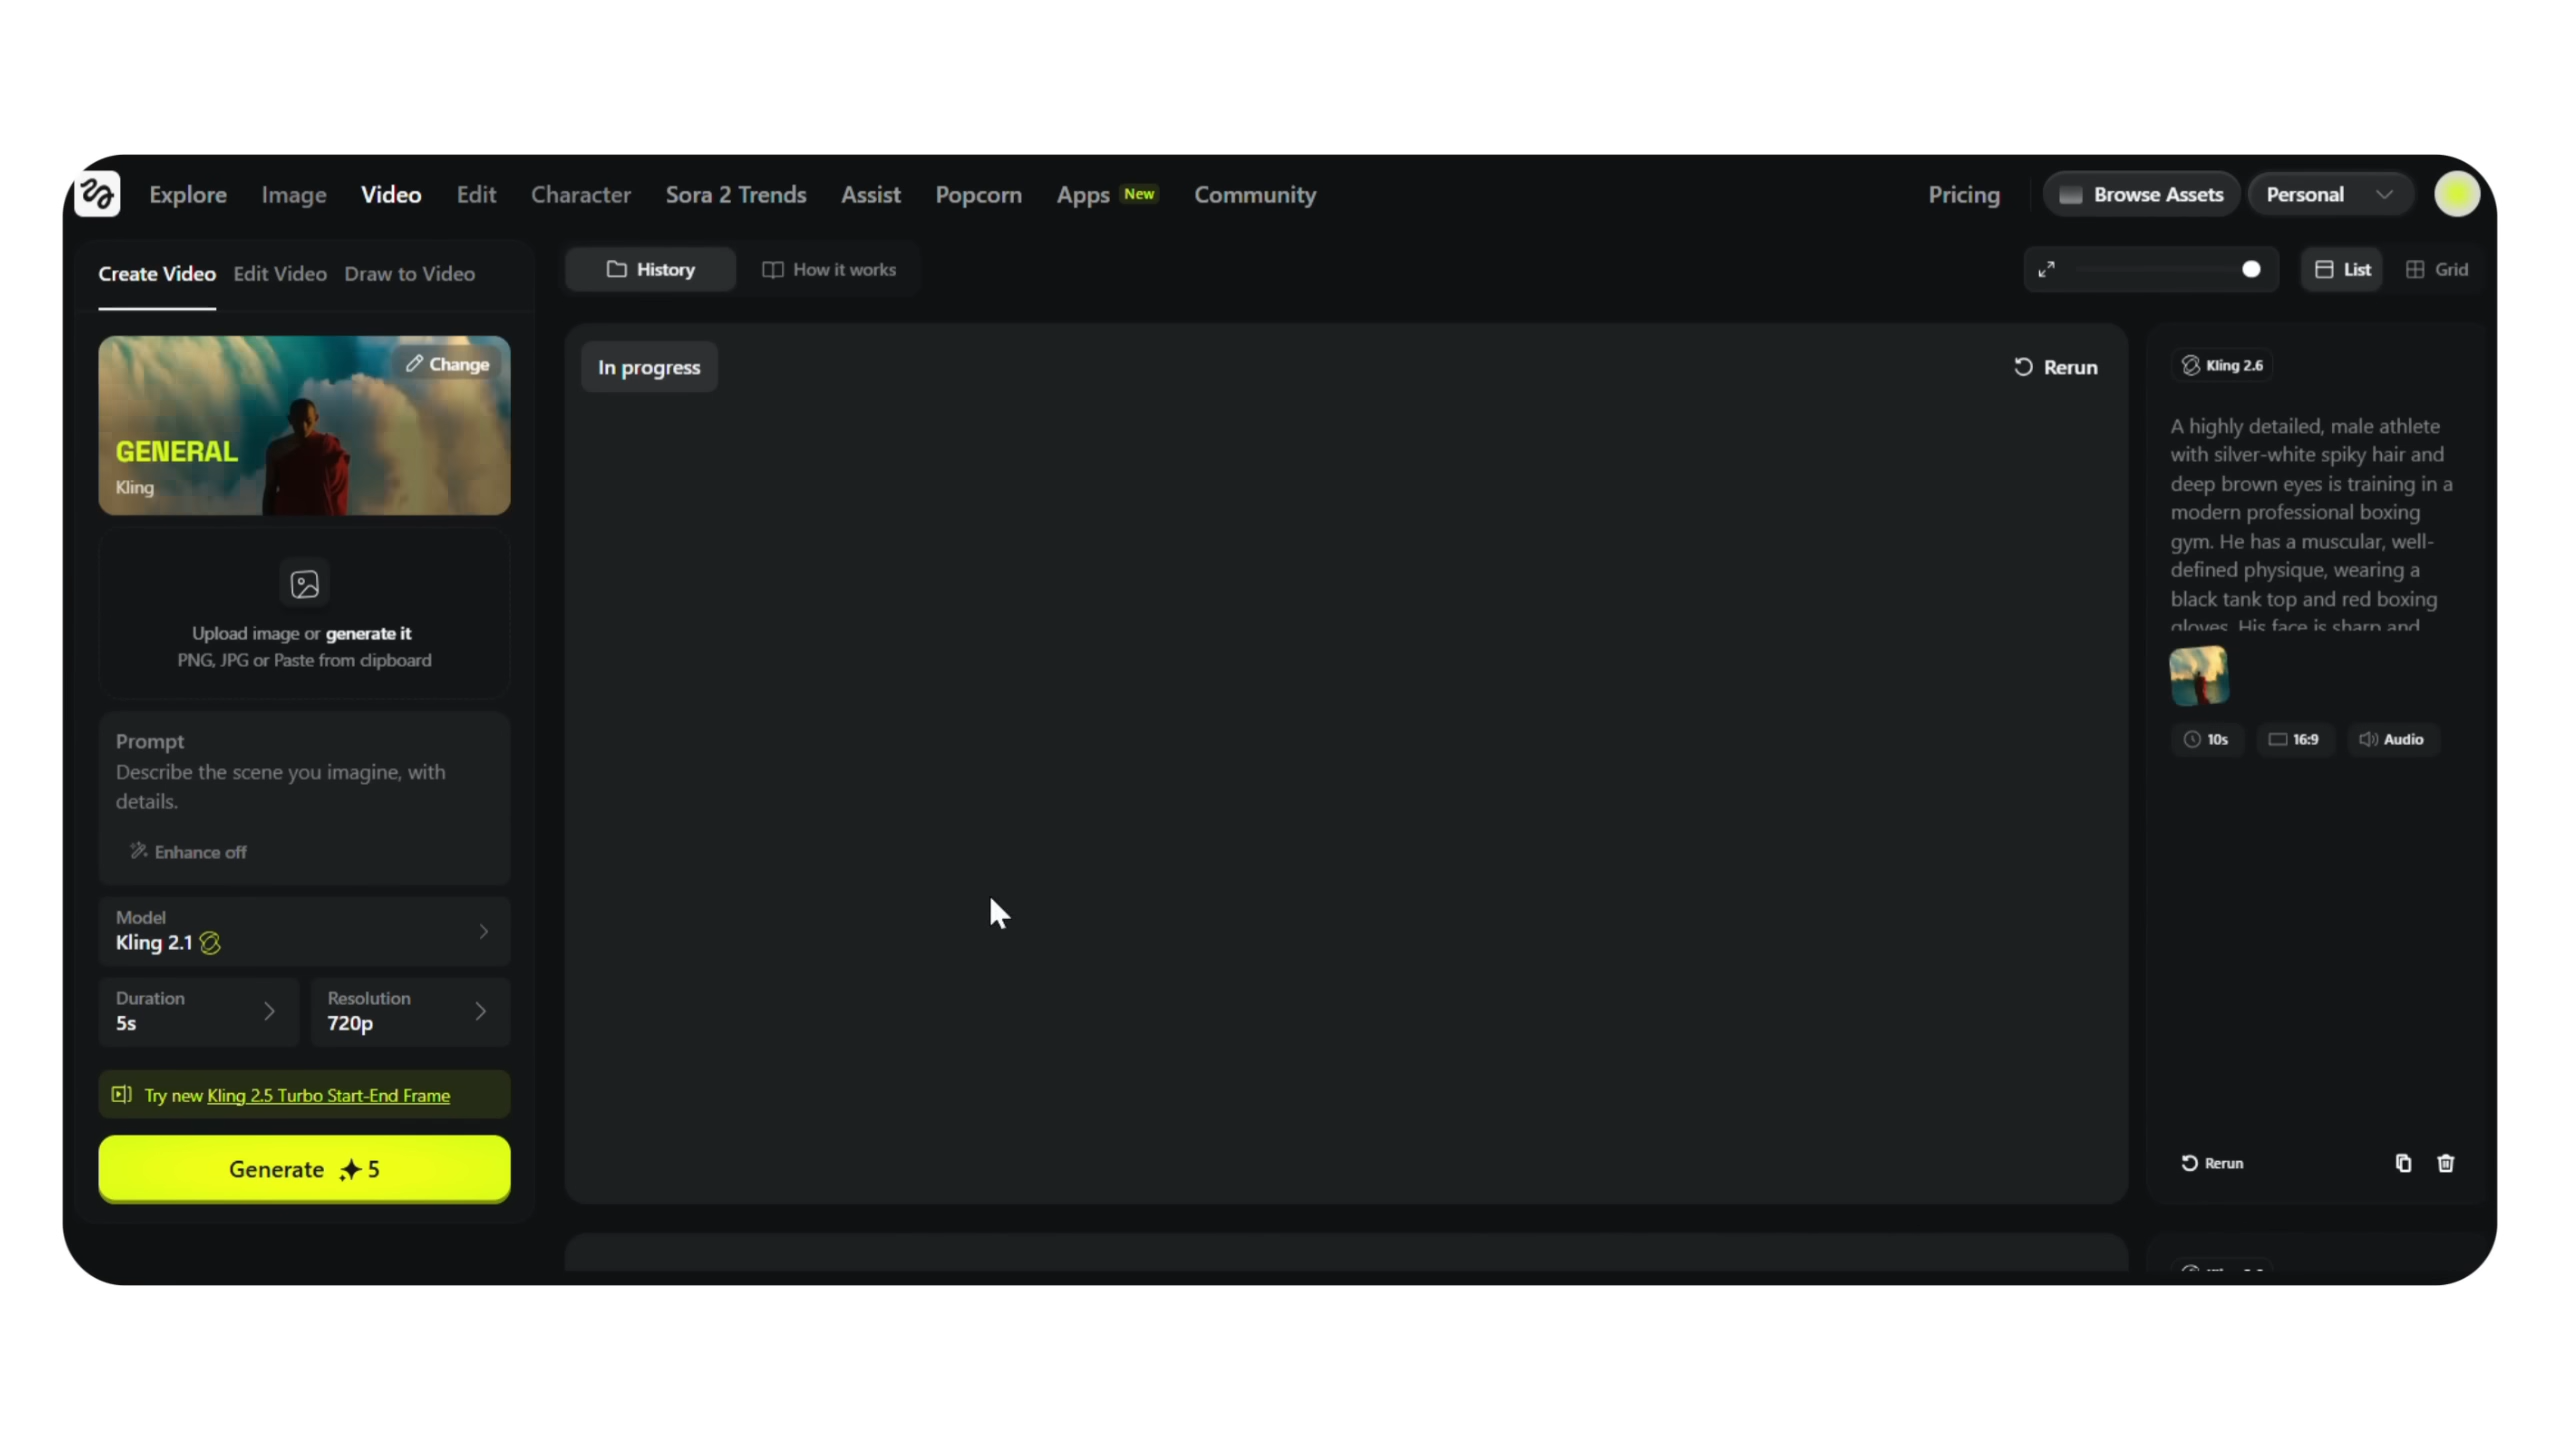 Explore Image Video Edit Character Sora 2 Trends Assist Popcorn Apps New Community
Pricing Browse Assets Personal
Create Video Edit Video Draw to Video
History How it works
List Grid
Change
GENERAL
Kling
Upload image or generate it
PNG, JPG or Paste from clipboard
Prompt
Describe the scene you imagine, with
details.
Enhance off
Model
Kling 2.1
Duration
5s
Resolution
720p
Try new Kling 2.5 Turbo Start-End Frame
Generate 5
In progress
Rerun
Kling 2.6
A highly detailed, male athlete
with silver-white spiky hair and
deep brown eyes is training in a
modern professional boxing
gym. He has a muscular, well-
defined physique, wearing a
black tank top and red boxing
gloves. His face is sharp and
10s 16:9 Audio
Rerun